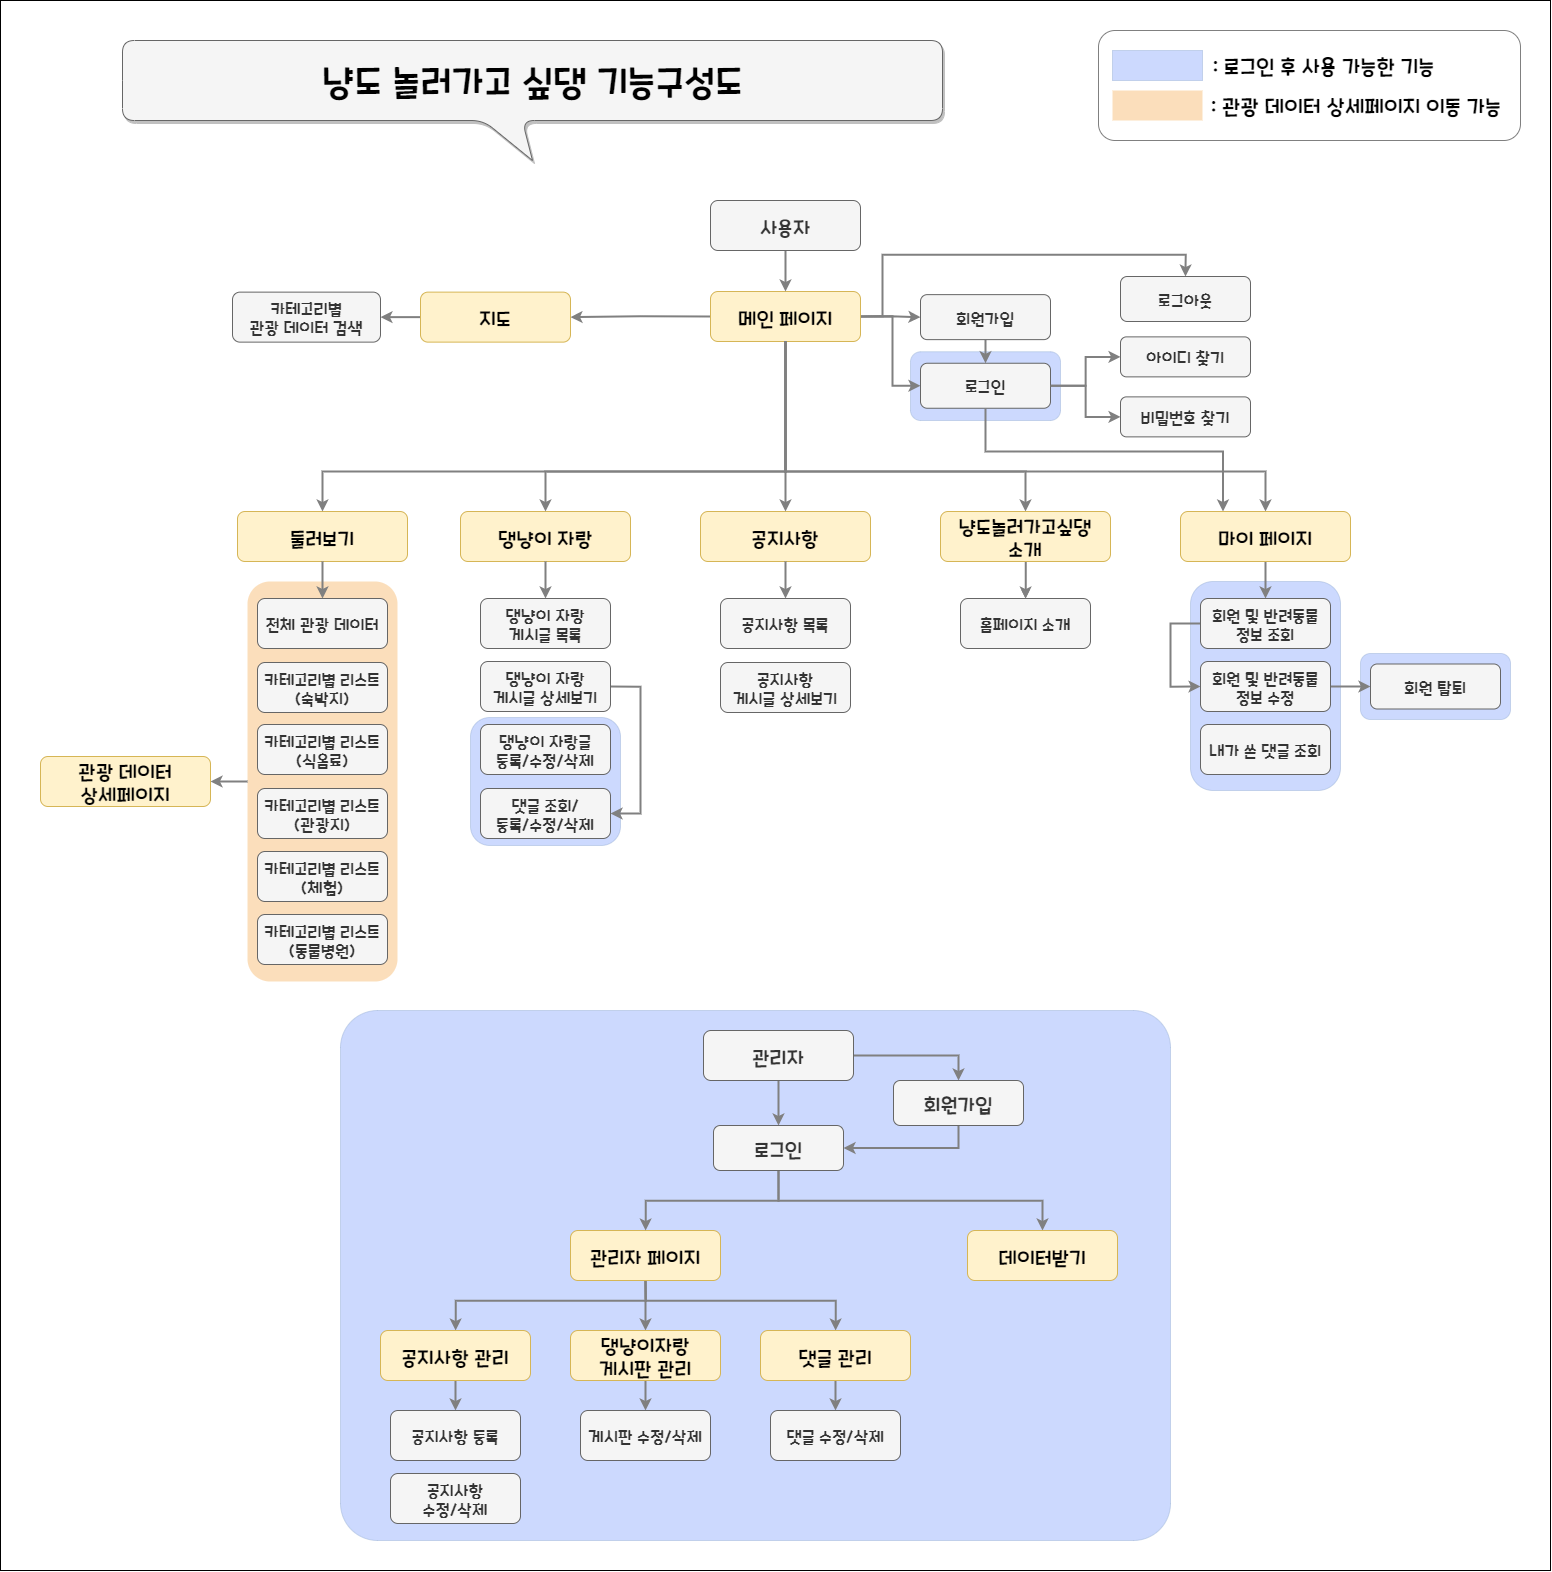 냥도 놀러가고 싶댕 기능구성도
: 로그인 후 사용 가능한 기능
: 관광 데이터 상세페이지 이동 가능
사용자
카테고리별
관광 데이터 검색
지도
메인 페이지
회원가입
로그아웃
로그인
아이디 찾기
비밀번호 찾기
둘러보기
댕냥이 자랑
공지사항
냥도놀러가고싶댕
소개
마이 페이지
전체 관광 데이터
댕냥이 자랑
게시글 목록
공지사항 목록
홈페이지 소개
회원 및 반려동물
정보 조회
카테고리별 리스트
(숙박지)
댕냥이 자랑
게시글 상세보기
공지사항
게시글 상세보기
회원 및 반려동물
정보 수정
회원 탈퇴
카테고리별 리스트
(식음료)
댕냥이 자랑글
등록/수정/삭제
내가 쓴 댓글 조회
관광 데이터
상세페이지
카테고리별 리스트
(관광지)
댓글 조회/
등록/수정/삭제
카테고리별 리스트
(체험)
카테고리별 리스트
(동물병원)
관리자
회원가입
로그인
관리자 페이지
데이터받기
공지사항 관리
댕냥이자랑
게시판 관리
댓글 관리
공지사항 등록
게시판 수정/삭제
댓글 수정/삭제
공지사항
수정/삭제